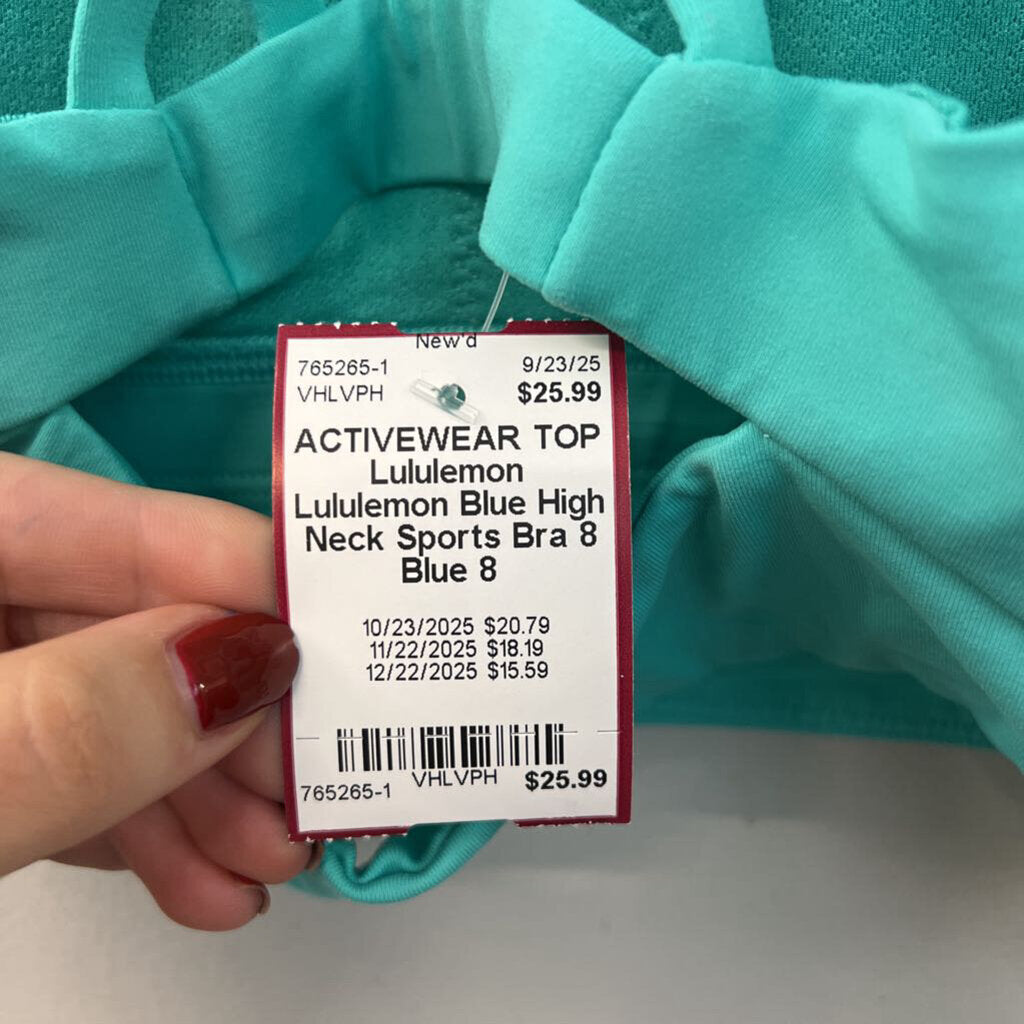 New'd
765265-1 9/23/25
VHLVPH $25.99
ACTIVEWEAR TOP
Lululemon
Lululemon Blue High
Neck Sports Bra 8
Blue 8
10/23/2025 $20.79
11/22/2025 $18.19
12/22/2025 $15.59
765265-1 VHLVPH $25.99